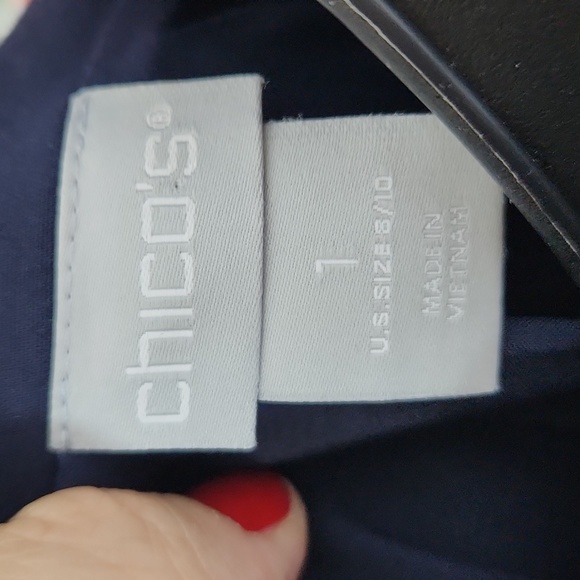 chico's®
1
U.S.SIZE 8/10
MADE IN
VIETNAM